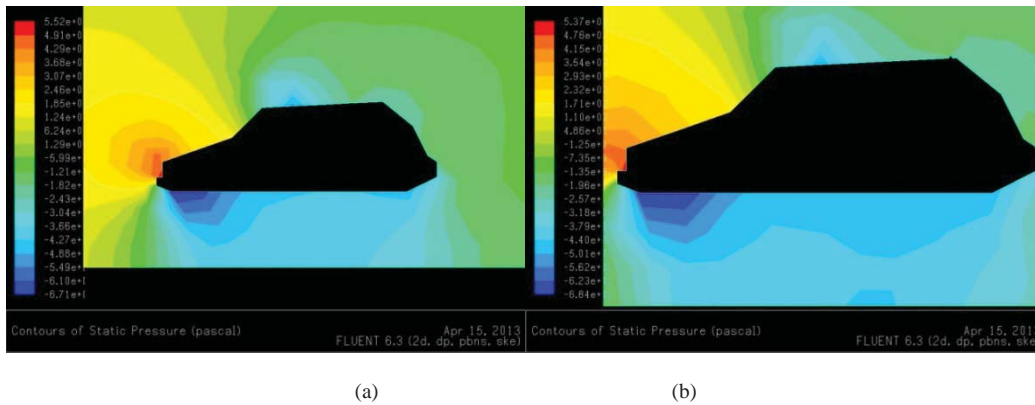 5.52e+0
4.91e+0
4.29e+0
3.68e+0
3.07e+0
2.46e+0
1.85e+0
1.24e+0
6.24e-0
1.29e-0
-5.99e-
-1.21e+
-1.82e+
-2.43e+
-3.04e+
-3.66e+
-4.27e+
-4.88e+
-5.49e+
-6.10e+
-6.71e+
Contours of Static Pressure (pascal)
Apr 15, 2013
FLUENT 6.3 (2d, dp, pbns, ske)
5.37e+0
4.76e+0
4.15e+0
3.54e+0
2.93e+0
2.32e+0
1.71e+0
1.10e+0
4.86e-0
-1.25e-
-7.35e-
-1.35e+
-1.96e+
-2.57e+
-3.18e+
-3.79e+
-4.40e+
-5.01e+
-5.62e+
-6.23e+
-6.84e+
Contours of Static Pressure (pascal)
Apr 15, 201
FLUENT 6.3 (2d, dp, pbns, ske
(a)
(b)